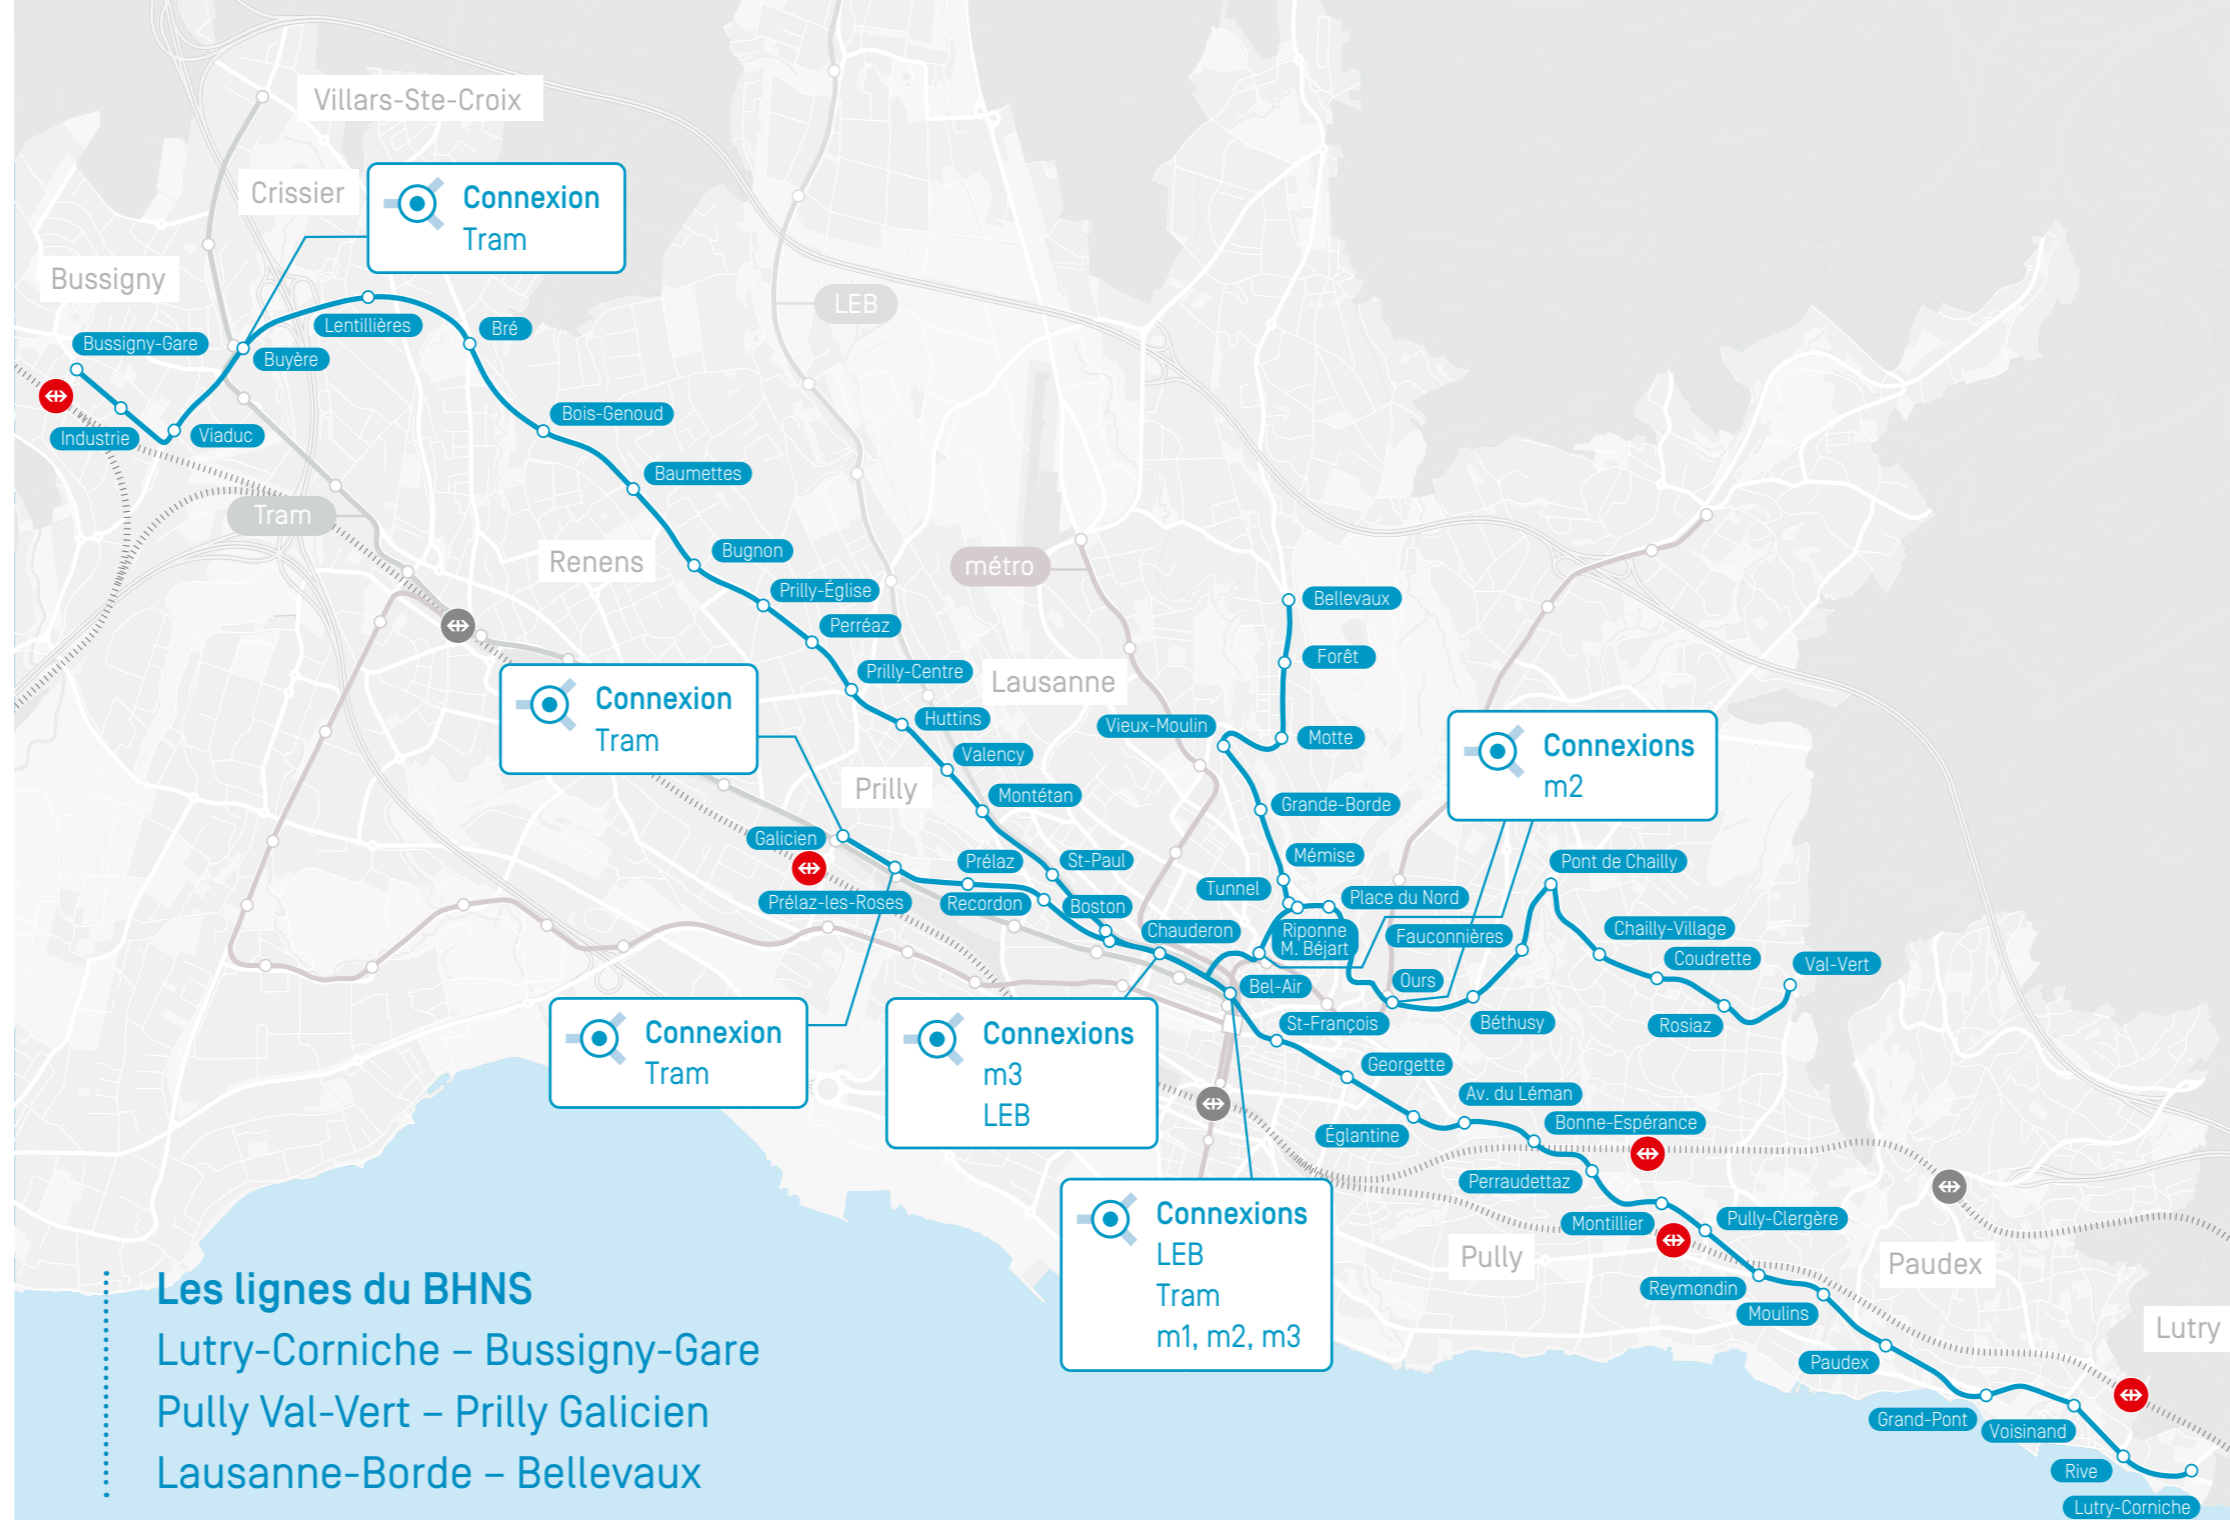 Villars-Ste-Croix
Crissier
Connexion
Tram
Bussigny
LEB
Bussigny-Gare
Lentillières
Bré
Buyère
Industrie
Viaduc
Bois-Genoud
Baumettes
Tram
Renens
Bugnon
métro
Prilly-Église
Perréaz
Bellevaux
Forêt
Prilly-Centre
Lausanne
Connexion
Tram
Huttins
Vieux-Moulin
Motte
Connexions
m2
Valency
Prilly
Montétan
Grande-Borde
Galicien
Prélaz
St-Paul
Mémise
Pont de Chailly
Prélaz-les-Roses
Recordon
Boston
Tunnel
Place du Nord
Chauderon
Riponne
M. Béjart
Fauconnières
Chailly-Village
Coudrette
Val-Vert
Bel-Air
Ours
St-François
Béthusy
Rosiaz
Connexion
Tram
Connexions
m3
LEB
Georgette
Av. du Léman
Bonne-Espérance
Églantine
Perraudettaz
Montillier
Pully-Clergère
Connexions
LEB
Tram
m1, m2, m3
Pully
Paudex
Reymondin
Moulins
Lutry
Paudex
Grand-Pont
Voisinand
Rive
Lutry-Corniche
Les lignes du BHNS
Lutry-Corniche – Bussigny-Gare
Pully Val-Vert – Prilly Galicien
Lausanne-Borde – Bellevaux